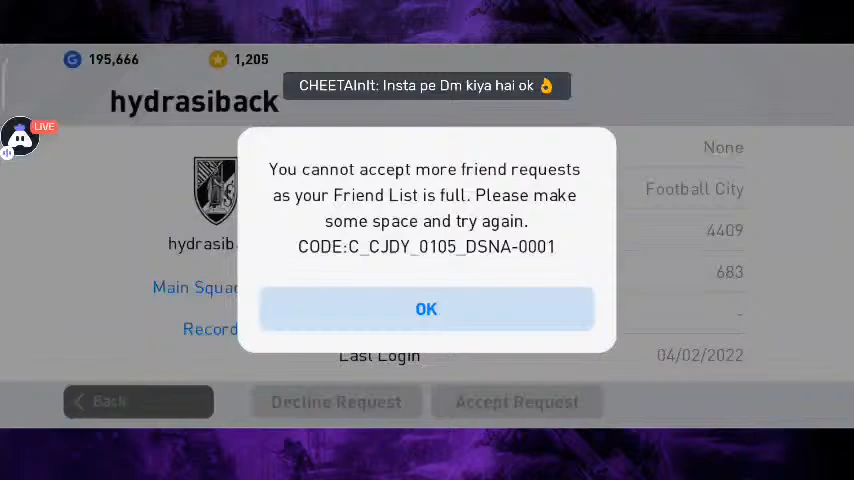 G 195,666 1,205
CHEETAInIt: Insta pe Dm kiya hai ok 👌
hydrasiback
LIVE
You cannot accept more friend requests
as your Friend List is full. Please make
some space and try again.
CODE:C_CJDY_0105_DSNA-0001
OK
None
Football City
4409
683
-
hydrasiba
Main Squa
Record
Last Login 04/02/2022
Back Decline Request Accept Request